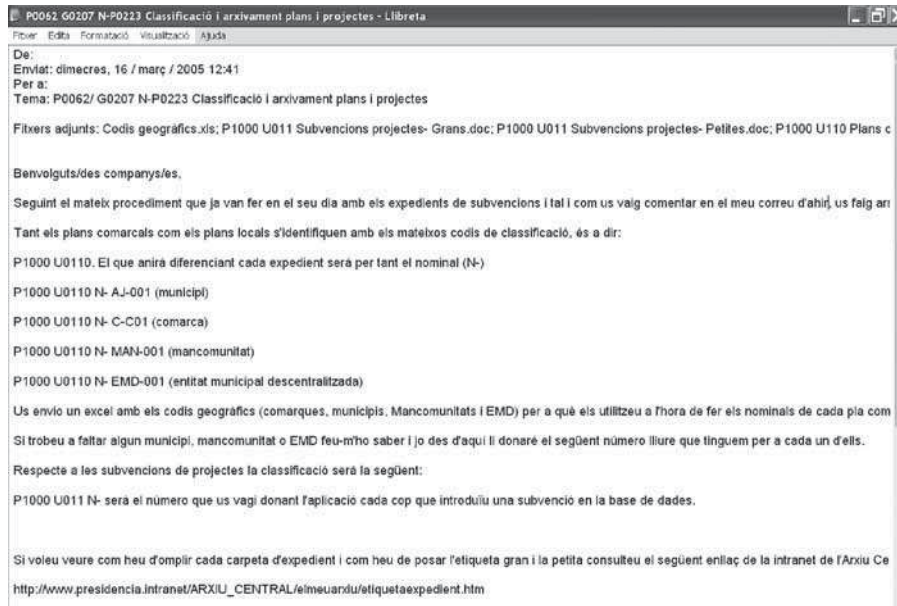 P0062 G0207 N-P0223 Classificació i arxivament plans i projectes - Llibreta
Fitxer Edita Formatació Visualització Ajuda
De:
Enviat: dimecres, 16 / març / 2005 12:41
Per a:
Tema: P0062/ G0207 N-P0223 Classificació i arxivament plans i projectes
Fitxers adjunts: Codis geogràfics.xls; P1000 U011 Subvencions projectes- Grans.doc; P1000 U011 Subvencions projectes- Petites.doc; P1000 U110 Plans c
Benvolguts/des companys/es,
Seguint el mateix procediment que ja van fer en el seu dia amb els expedients de subvencions i tal i com us vaig comentar en el meu correu d'ahir, us faig arr
Tant els plans comarcals com els plans locals s'identifiquen amb els mateixos codis de classificació, és a dir:
P1000 U0110. El que anirà diferenciant cada expedient serà per tant el nominal (N-)
P1000 U0110 N- AJ-001 (municipi)
P1000 U0110 N- C-C01 (comarca)
P1000 U0110 N- MAN-001 (mancomunitat)
P1000 U0110 N- EMD-001 (entitat municipal descentralitzada)
Us envio un excel amb els codis geogràfics (comarques, municipis, Mancomunitats i EMD) per a què els utilitzeu a l'hora de fer els nominals de cada pla com
Si trobeu a faltar algun municipi, mancomunitat o EMD feu-m'ho saber i jo des d'aquí li donaré el següent número lliure que tinguem per a cada un d'ells.
Respecte a les subvencions de projectes la classificació serà la següent:
P1000 U011 N- serà el número que us vagi donant l'aplicació cada cop que introduïu una subvenció en la base de dades.
Si voleu veure com heu d'omplir cada carpeta d'expedient i com heu de posar l'etiqueta gran i la petita consulteu el següent enllaç de la intranet de l'Arxiu Ce
http://www.presidencia.intranet/ARXIU_CENTRAL/elmeuarxiu/etiquetaexpedient.htm